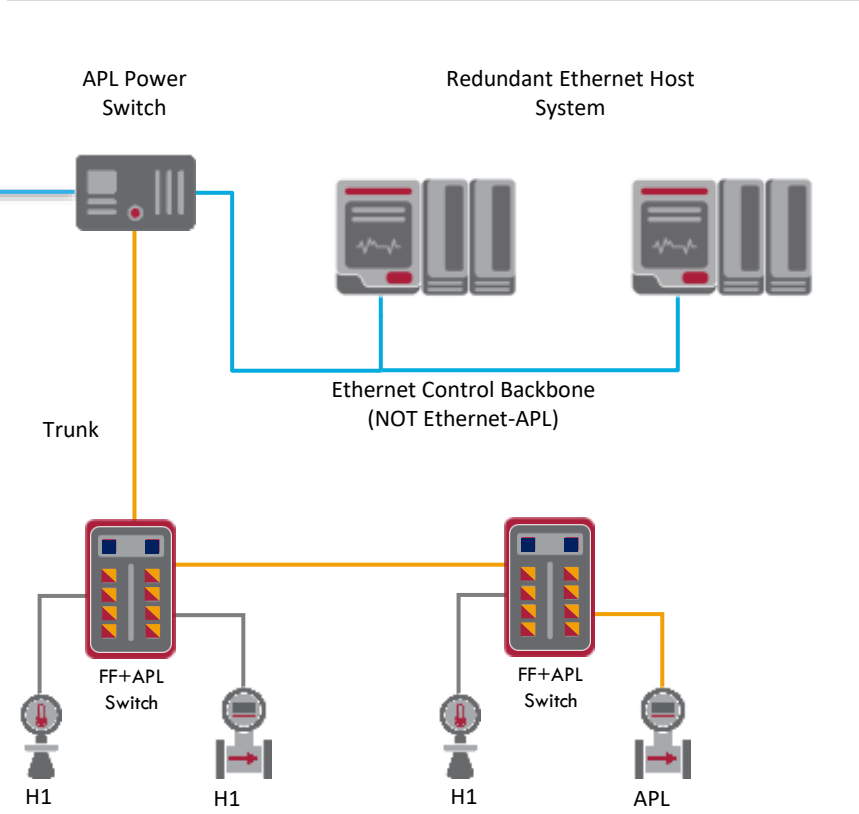 APL Power
Switch
Redundant Ethernet Host
System
Ethernet Control Backbone
(NOT Ethernet-APL)
Trunk
FF+APL
Switch
FF+APL
Switch
H1
H1
H1
APL